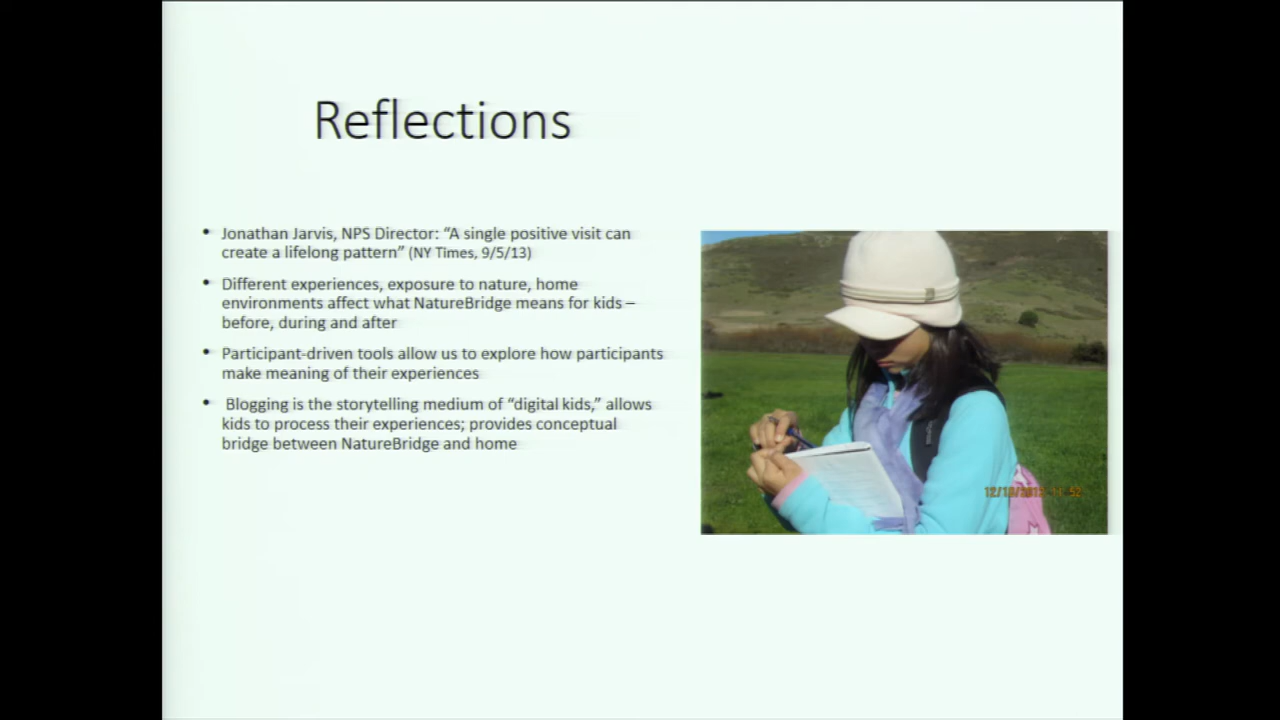 Reflections
• Jonathan Jarvis, NPS Director: “A single positive visit can
create a lifelong pattern” (NY Times, 9/5/13)
• Different experiences, exposure to nature, home
environments affect what NatureBridge means for kids –
before, during and after
• Participant-driven tools allow us to explore how participants
make meaning of their experiences
• Blogging is the storytelling medium of “digital kids,” allows
kids to process their experiences; provides conceptual
bridge between NatureBridge and home